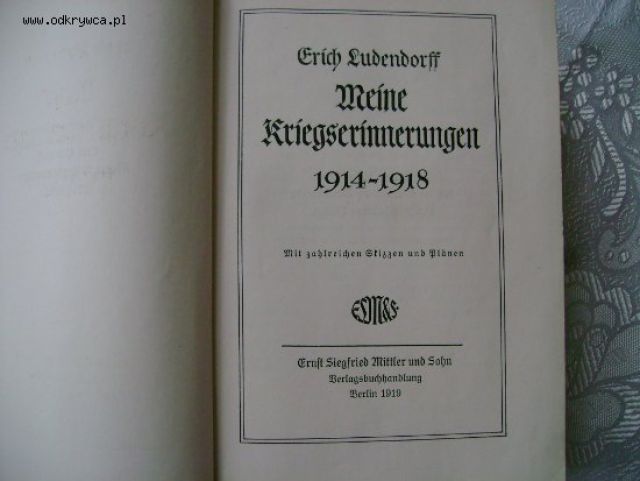 www.odkrywca.pl
Erich Ludendorff
Meine
Kriegserinnerungen
1914-1918
Mit zahlreichen Skizzen und Plänen
ESM&S.
Ernst Siegfried Mittler und Sohn
Verlagsbuchhandlung
Berlin 1919